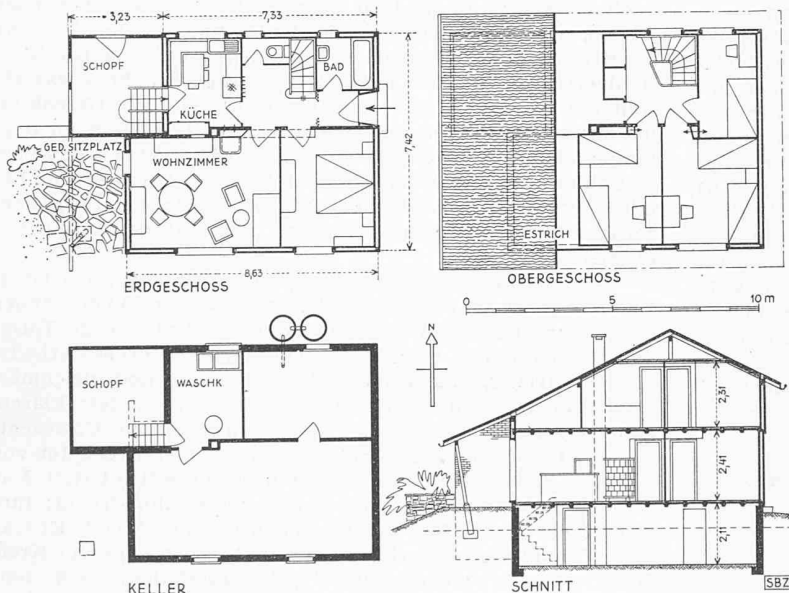 3,23
7,33
SCHOPF
BAD
KÜCHE
7,42
GED. SITZPLATZ
WOHNZIMMER
8,63
ERDGESCHOSS
ESTRICH
OBERGESCHOSS
0 5 10 m
SCHOPF
WASCHK.
KELLER
N
2,31
2,41
2,11
SCHNITT
SBZ